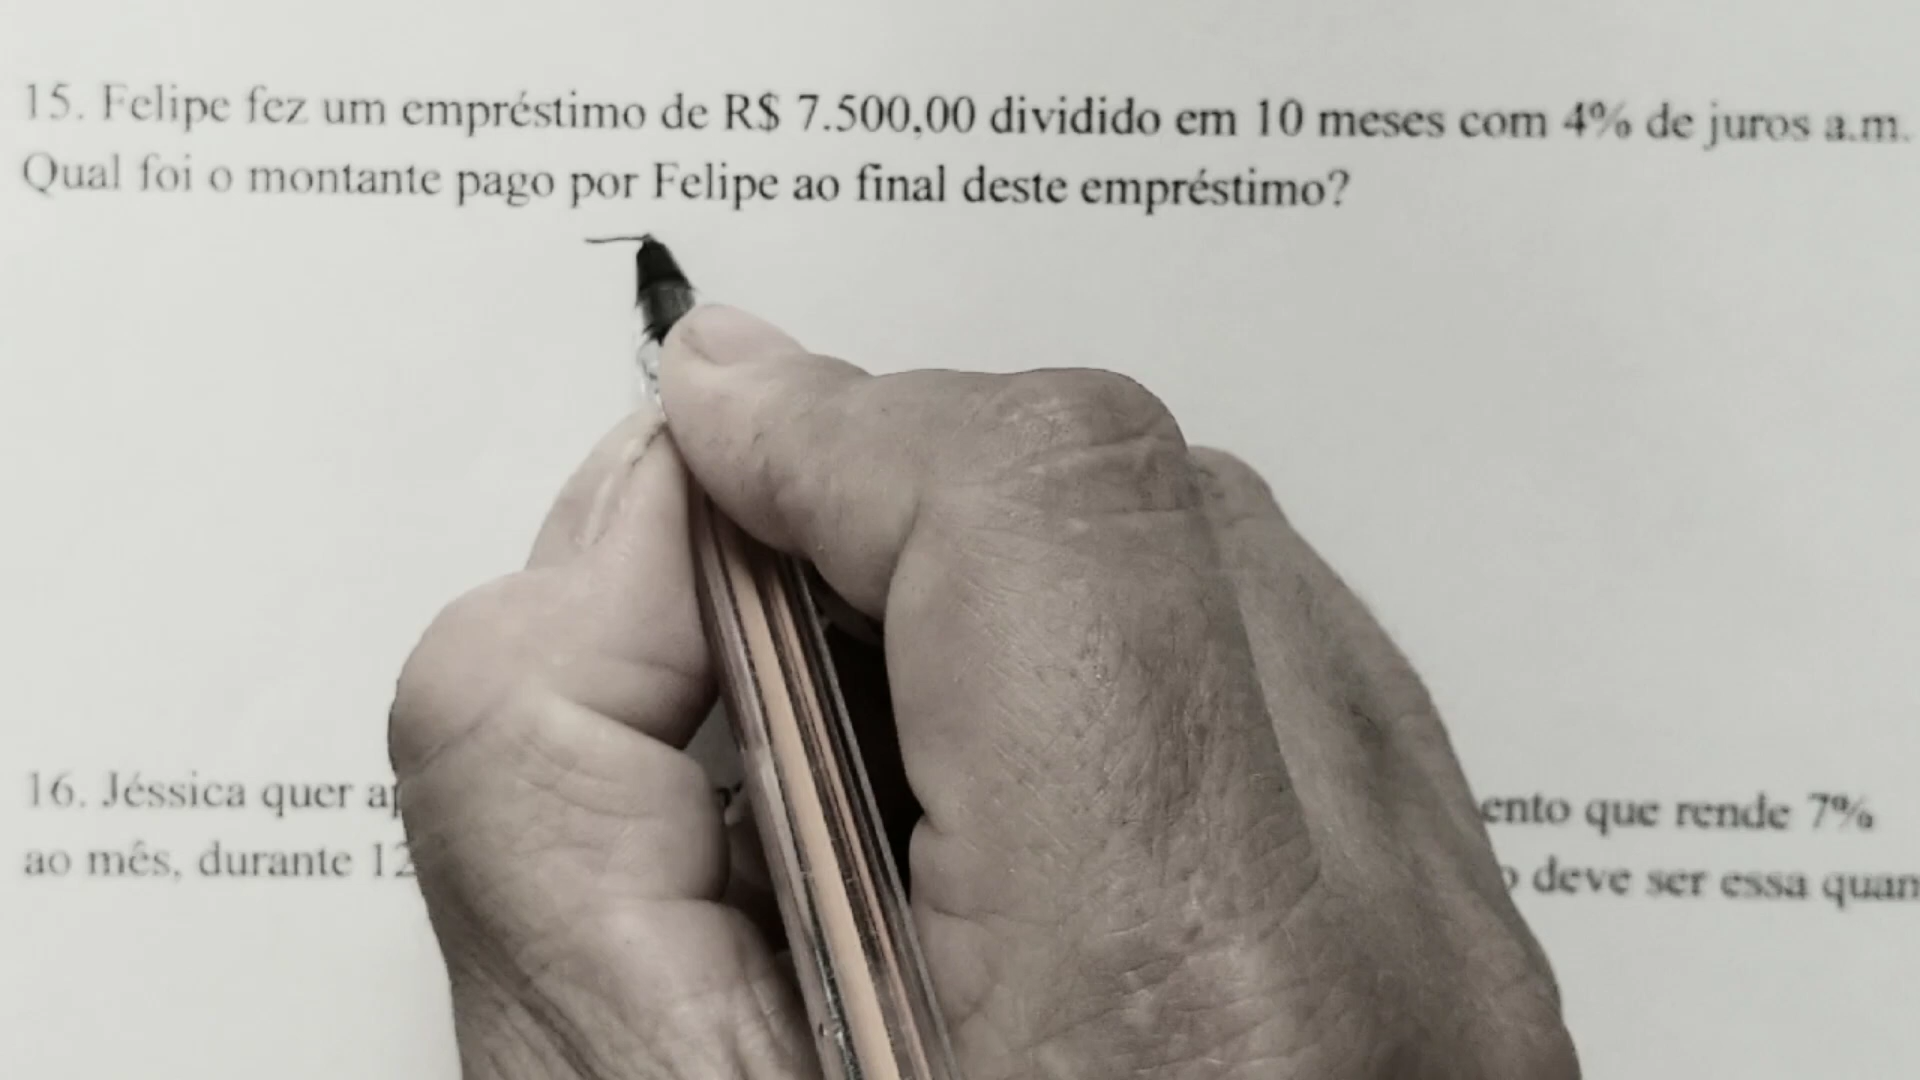 15. Felipe fez um empréstimo de R$ 7.500,00 dividido em 10 meses com 4% de juros a.m.
Qual foi o montante pago por Felipe ao final deste empréstimo?
16. Jéssica quer ento que rende 7%
ao mês, durante 12 deve ser essa quan